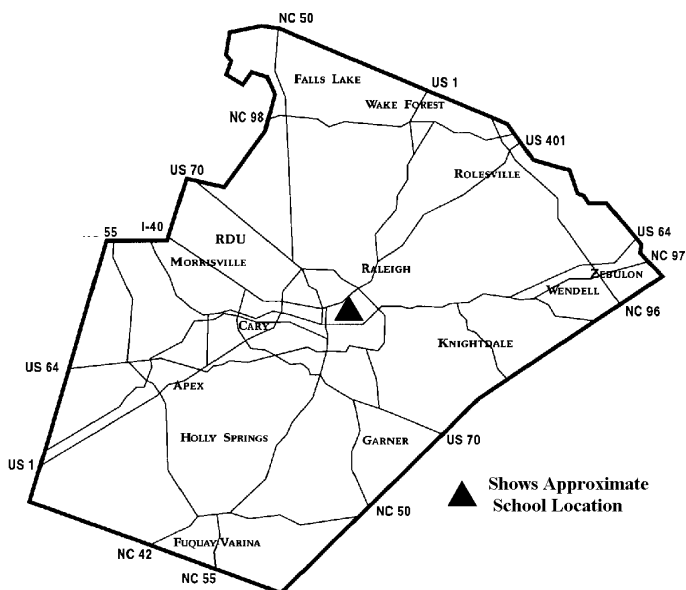 NC 50
FALLS LAKE
US 1
WAKE FOREST
NC 98
US 401
ROLESVILLE
US 70
55
I-40
RDU
US 64
MORRISVILLE
RALEIGH
NC 97
ZEBULON
WENDELL
NC 96
CARY
KNIGHTDALE
US 64
APEX
HOLLY SPRINGS
GARNER
US 70
US 1
Shows Approximate
School Location
NC 50
FUQUAY-VARINA
NC 42
NC 55